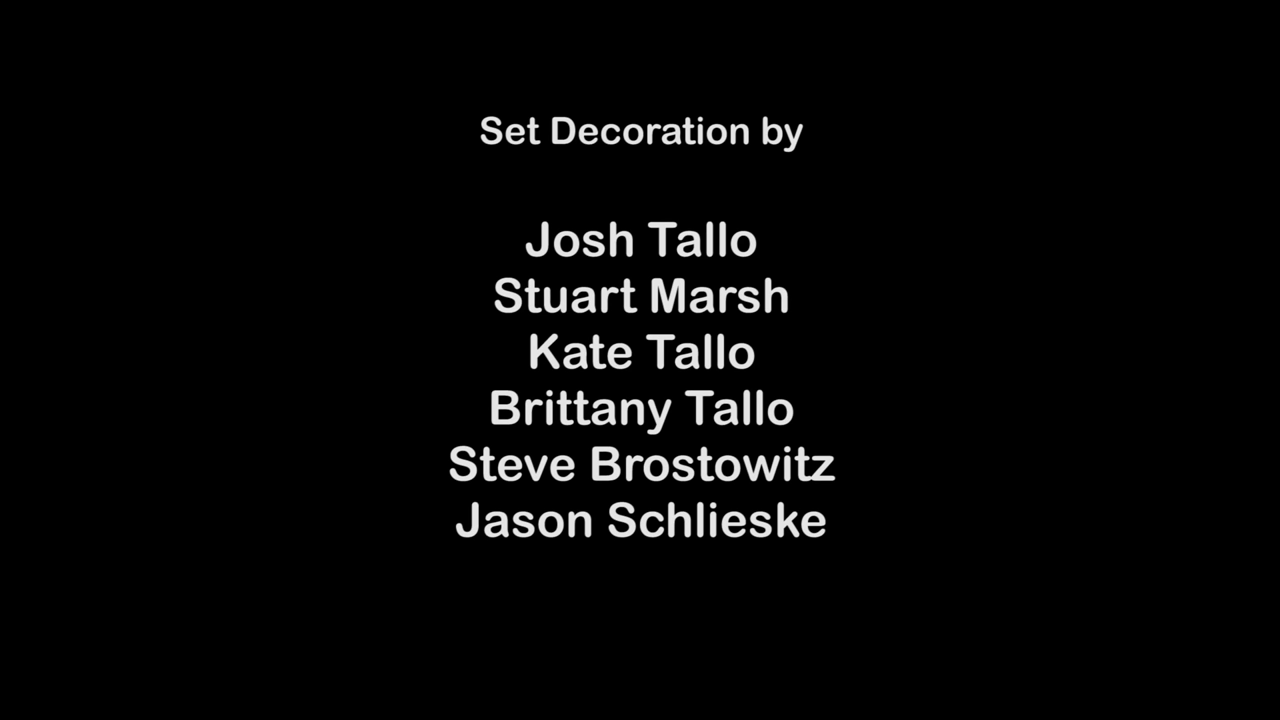 Set Decoration by
Josh Tallo
Stuart Marsh
Kate Tallo
Brittany Tallo
Steve Brostowitz
Jason Schlieske